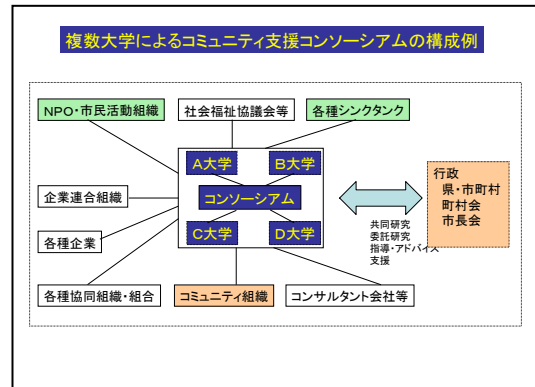 複数大学によるコミュニティ支援コンソーシアムの構成例
NPO・市民活動組織
社会福祉協議会等
各種シンクタンク
A大学
B大学
企業連合組織
コンソーシアム
行政
県・市町村
町村会
市長会
各種企業
C大学
D大学
共同研究
委託研究
指導・アドバイス
支援
各種協同組織・組合
コミュニティ組織
コンサルタント会社等